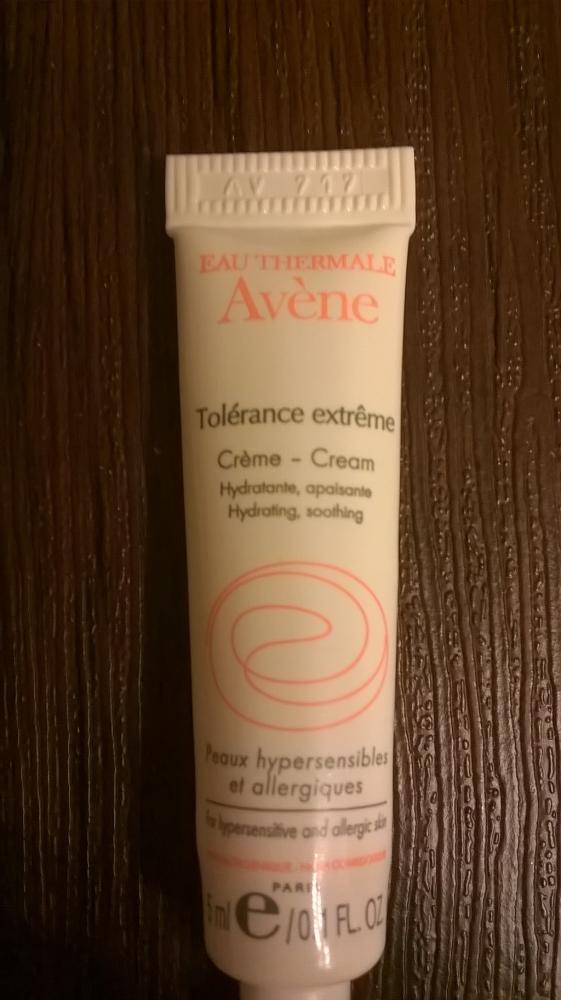 AV 212
EAU THERMALE
Avène
Tolérance extrême
Crème - Cream
Hydratante, apaisante
Hydrating, soothing
Peaux hypersensibles
et allergiques
For hypersensitive and allergic skin
PARIS
5 ml e / 0.1 FL. OZ